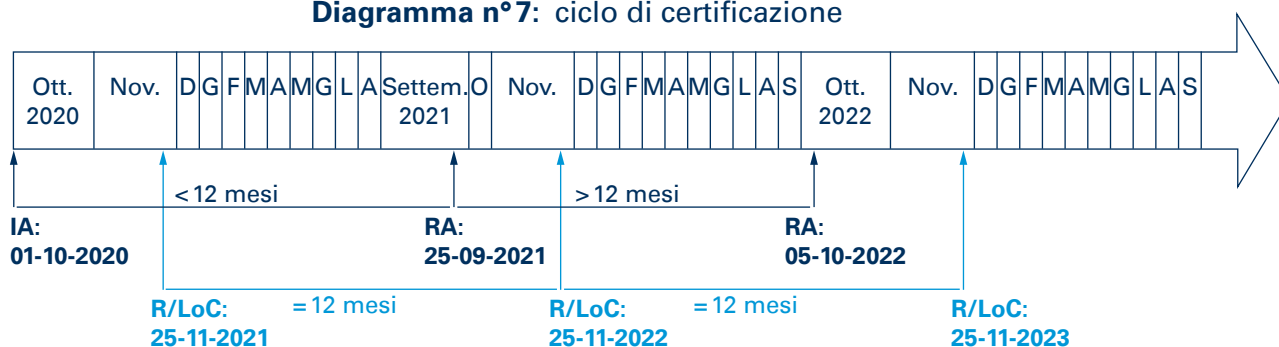 Diagramma n° 7: ciclo di certificazione
Ott. 2020 Nov. D G F M A M G L A Settem. 2021 O Nov. D G F M A M G L A S Ott. 2022 Nov. D G F M A M G L A S
< 12 mesi > 12 mesi
IA: RA: RA:
01-10-2020 25-09-2021 05-10-2022
R/LoC: = 12 mesi R/LoC: = 12 mesi R/LoC:
25-11-2021 25-11-2022 25-11-2023